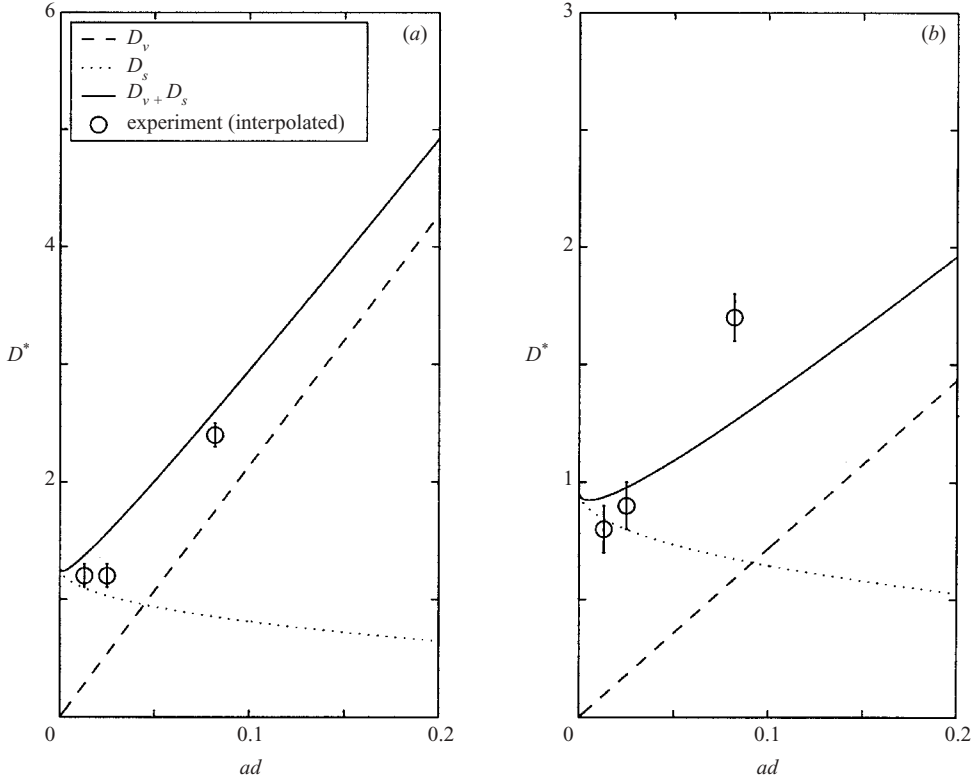 6
4
2
0
0.1
0.2
D*
ad
(a)
D_v
D_s
D_v + D_s
experiment (interpolated)
3
2
1
0
0.1
0.2
D*
ad
(b)